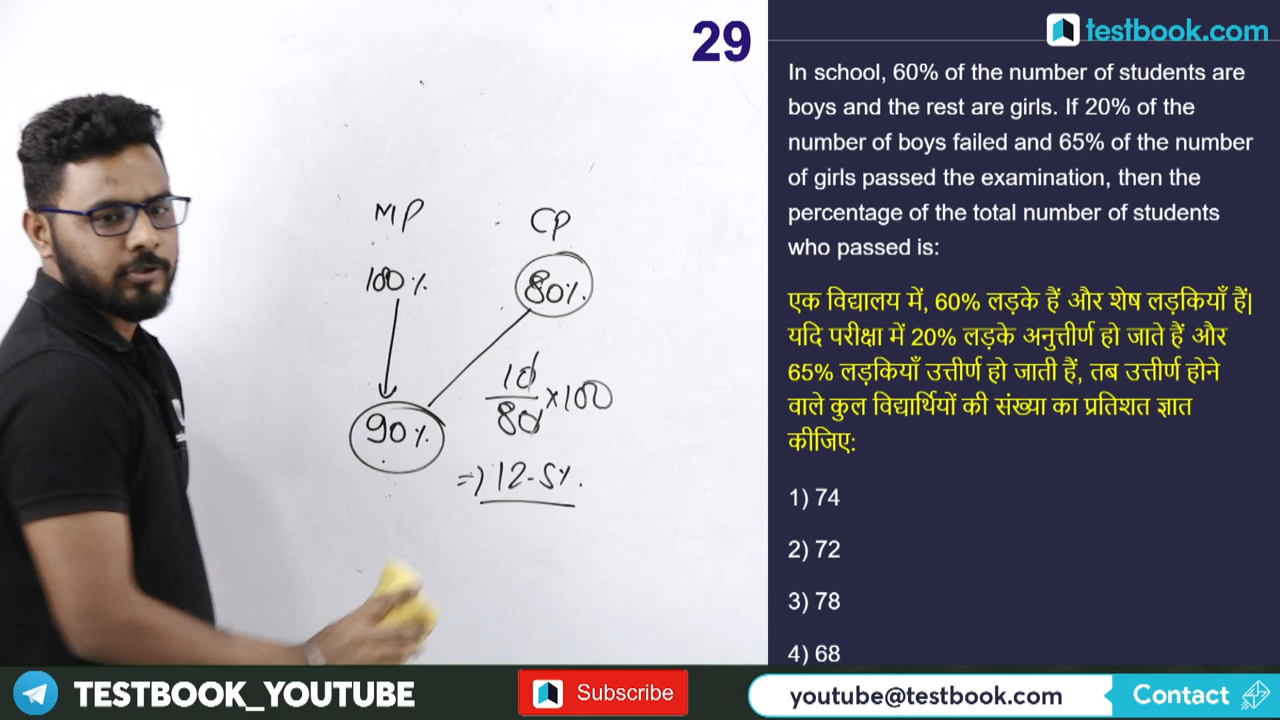 29
testbook.com
In school, 60% of the number of students are
boys and the rest are girls. If 20% of the
number of boys failed and 65% of the number
of girls passed the examination, then the
percentage of the total number of students
who passed is:
एक विद्यालय में, 60% लड़के हैं और शेष लड़कियाँ हैं|
यदि परीक्षा में 20% लड़के अनुत्तीर्ण हो जाते हैं और
65% लड़कियाँ उत्तीर्ण हो जाती हैं, तब उत्तीर्ण होने
वाले कुल विद्यार्थियों की संख्या का प्रतिशत ज्ञात
कीजिए:
1) 74
2) 72
3) 78
4) 68
MP CP
100% 80%
90%
10/80 × 100
=> 12.5%.
TESTBOOK_YOUTUBE
Subscribe
youtube@testbook.com
Contact